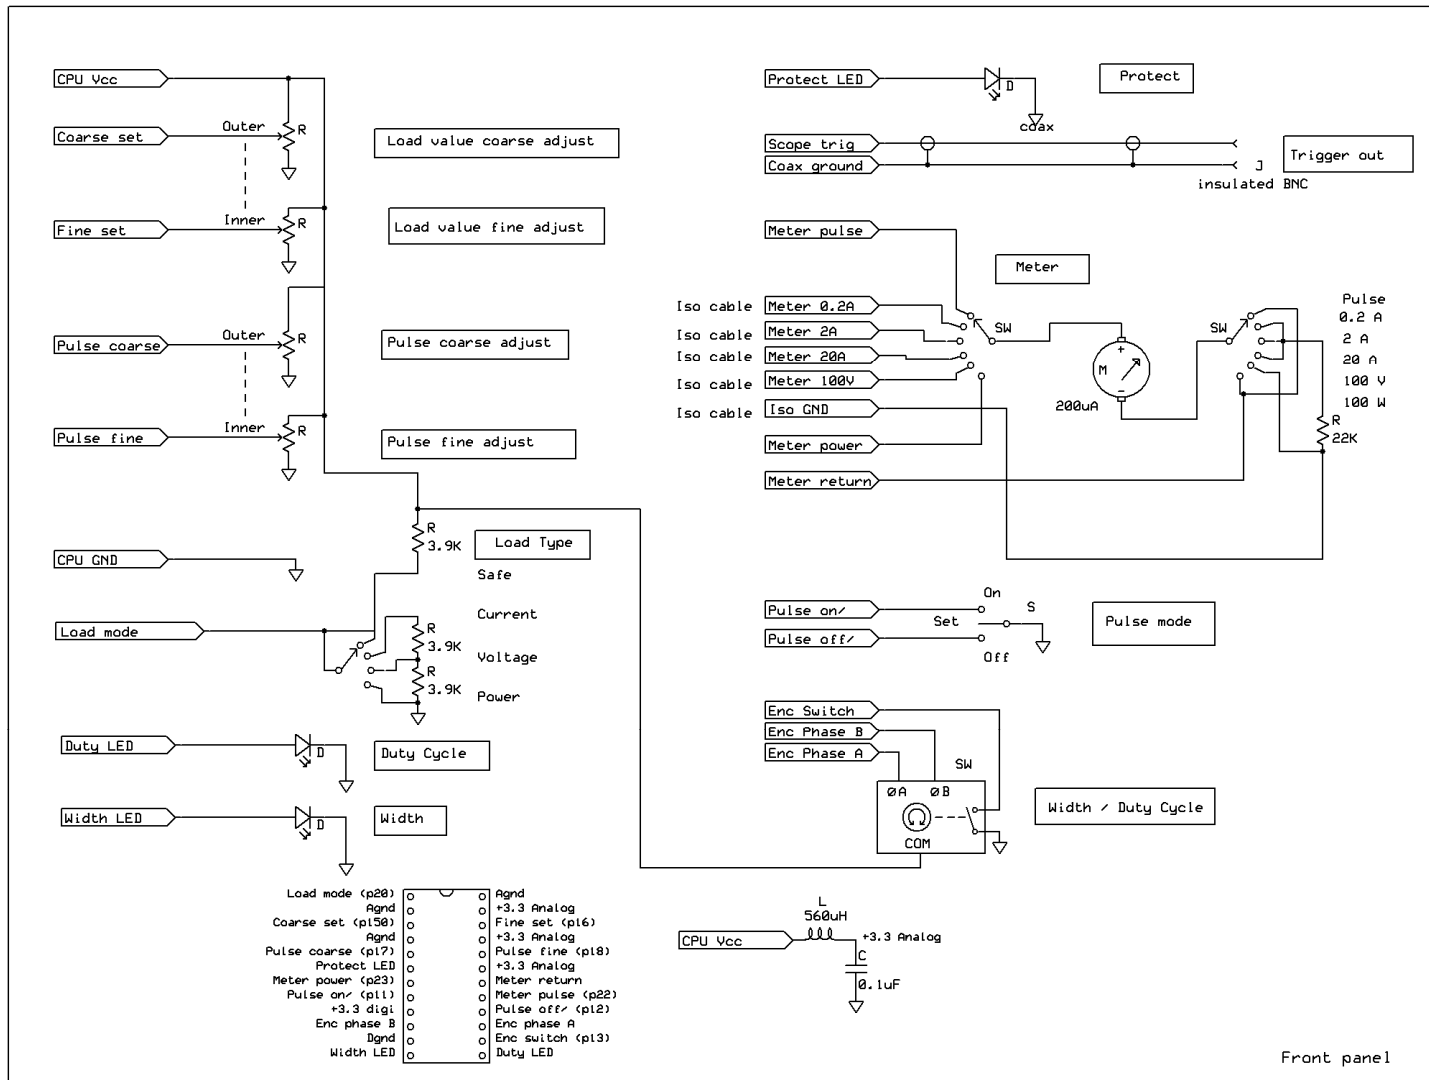 CPU Vcc
Coarse set
Outer
R
Load value coarse adjust
Inner
Fine set
R
Load value fine adjust
Outer
Pulse coarse
R
Pulse coarse adjust
Inner
Pulse fine
R
Pulse fine adjust
R
3.9K
Load Type
CPU GND
Safe
Current
Load mode
R
3.9K
Voltage
R
3.9K
Power
Duty LED
D
Duty Cycle
Width LED
D
Width
Protect LED
D
Protect
coax
Scope trig
Coax ground
J
Trigger out
insulated BNC
Meter pulse
Meter
Iso cable
Meter 0.2A
Iso cable
Meter 2A
Iso cable
Meter 20A
Iso cable
Meter 100V
Iso cable
Iso GND
Meter power
Meter return
SW
+
M
-
200uA
SW
Pulse
0.2 A
2 A
20 A
100 V
100 W
R
22K
On
Pulse on/
S
Set
Pulse mode
Pulse off/
Off
Enc Switch
Enc Phase B
Enc Phase A
SW
ØA ØB
COM
Width / Duty Cycle
Load mode (p20) Agnd
Agnd +3.3 Analog
Coarse set (p150) Fine set (p16)
Agnd +3.3 Analog
Pulse coarse (p17) Pulse fine (p18)
Protect LED +3.3 Analog
Meter power (p23) Meter return
Pulse on/ (p11) Meter pulse (p22)
+3.3 digi Pulse off/ (p12)
Enc phase B Enc phase A
Dgnd Enc switch (p13)
Width LED Duty LED
L
560uH
CPU Vcc
+3.3 Analog
C
0.1uF
Front panel